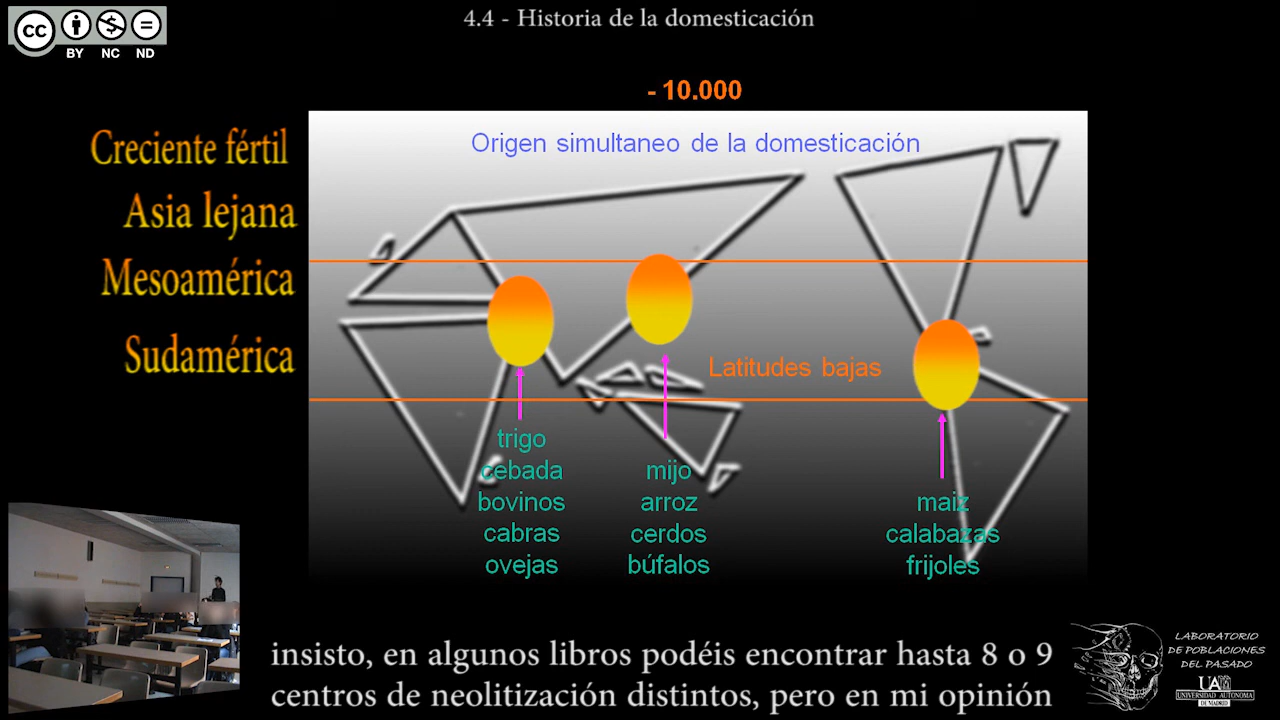 4.4 - Historia de la domesticación
cc
BY NC ND
- 10.000
Creciente fértil
Asia lejana
Mesoamérica
Sudamérica
Origen simultaneo de la domesticación
Latitudes bajas
trigo
cebada
bovinos
cabras
ovejas
mijo
arroz
cerdos
búfalos
maiz
calabazas
frijoles
insisto, en algunos libros podéis encontrar hasta 8 o 9
centros de neolitización distintos, pero en mi opinión
LABORATORIO
DE POBLACIONES
DEL PASADO
UAM
UNIVERSIDAD AUTONOMA
DE MADRID